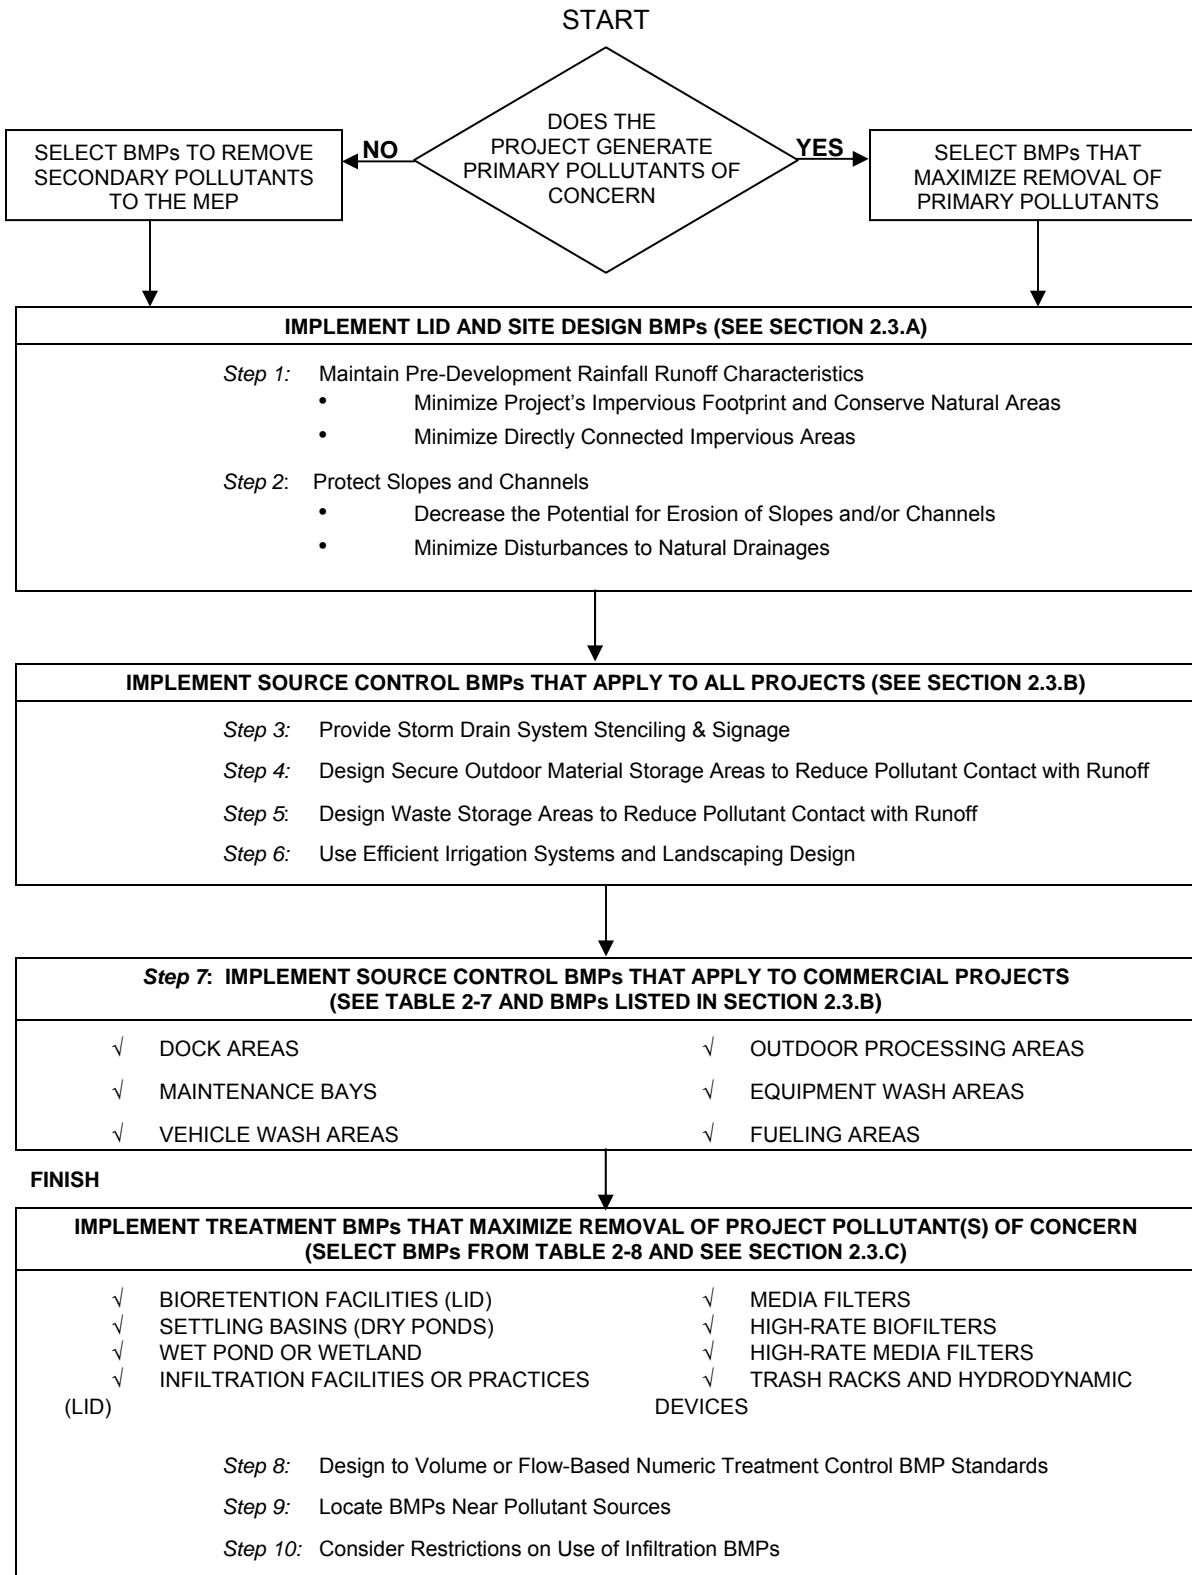 START
DOES THE
PROJECT GENERATE
PRIMARY POLLUTANTS OF
CONCERN
NO
YES
SELECT BMPs TO REMOVE
SECONDARY POLLUTANTS
TO THE MEP
SELECT BMPs THAT
MAXIMIZE REMOVAL OF
PRIMARY POLLUTANTS
IMPLEMENT LID AND SITE DESIGN BMPs (SEE SECTION 2.3.A)
Step 1: Maintain Pre-Development Rainfall Runoff Characteristics
• Minimize Project's Impervious Footprint and Conserve Natural Areas
• Minimize Directly Connected Impervious Areas
Step 2: Protect Slopes and Channels
• Decrease the Potential for Erosion of Slopes and/or Channels
• Minimize Disturbances to Natural Drainages
IMPLEMENT SOURCE CONTROL BMPs THAT APPLY TO ALL PROJECTS (SEE SECTION 2.3.B)
Step 3: Provide Storm Drain System Stenciling & Signage
Step 4: Design Secure Outdoor Material Storage Areas to Reduce Pollutant Contact with Runoff
Step 5: Design Waste Storage Areas to Reduce Pollutant Contact with Runoff
Step 6: Use Efficient Irrigation Systems and Landscaping Design
Step 7: IMPLEMENT SOURCE CONTROL BMPs THAT APPLY TO COMMERCIAL PROJECTS
(SEE TABLE 2-7 AND BMPs LISTED IN SECTION 2.3.B)
√ DOCK AREAS
√ MAINTENANCE BAYS
√ VEHICLE WASH AREAS
√ OUTDOOR PROCESSING AREAS
√ EQUIPMENT WASH AREAS
√ FUELING AREAS
FINISH
IMPLEMENT TREATMENT BMPs THAT MAXIMIZE REMOVAL OF PROJECT POLLUTANT(S) OF CONCERN
(SELECT BMPs FROM TABLE 2-8 AND SEE SECTION 2.3.C)
√ BIORETENTION FACILITIES (LID)
√ SETTLING BASINS (DRY PONDS)
√ WET POND OR WETLAND
√ INFILTRATION FACILITIES OR PRACTICES
(LID)
√ MEDIA FILTERS
√ HIGH-RATE BIOFILTERS
√ HIGH-RATE MEDIA FILTERS
√ TRASH RACKS AND HYDRODYNAMIC
DEVICES
Step 8: Design to Volume or Flow-Based Numeric Treatment Control BMP Standards
Step 9: Locate BMPs Near Pollutant Sources
Step 10: Consider Restrictions on Use of Infiltration BMPs